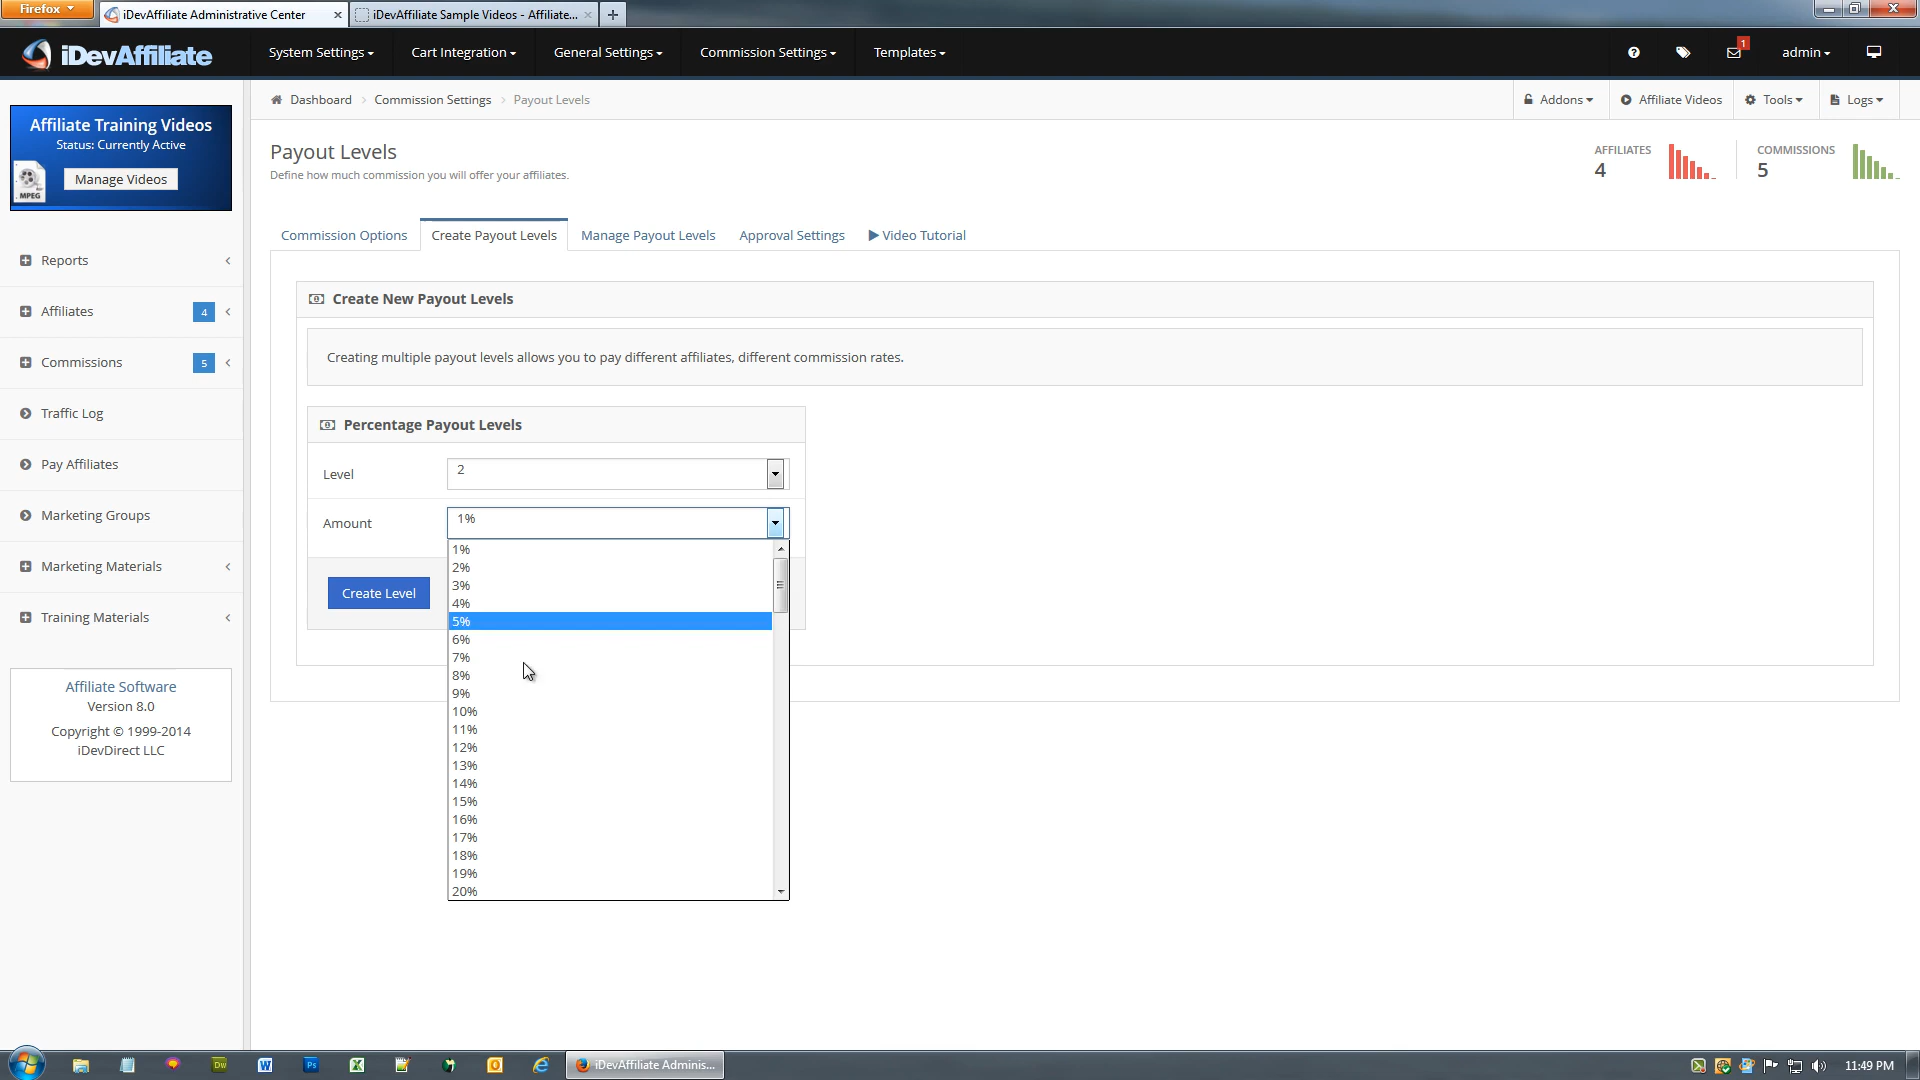 Firefox
iDevAffiliate Administrative Center
iDevAffiliate Sample Videos - Affiliate...
iDevAffiliate
System Settings
Cart Integration
General Settings
Commission Settings
Templates
1
admin
Affiliate Training Videos
Status: Currently Active
MPEG
Manage Videos
Dashboard
Commission Settings
Payout Levels
Addons
Affiliate Videos
Tools
Logs
Payout Levels
Define how much commission you will offer your affiliates.
AFFILIATES
4
COMMISSIONS
5
Commission Options
Create Payout Levels
Manage Payout Levels
Approval Settings
Video Tutorial
Reports
Affiliates
4
Commissions
5
Traffic Log
Pay Affiliates
Marketing Groups
Marketing Materials
Training Materials
Affiliate Software
Version 8.0
Copyright © 1999-2014
iDevDirect LLC
Create New Payout Levels
Creating multiple payout levels allows you to pay different affiliates, different commission rates.
Percentage Payout Levels
Level
2
Amount
1%
Create Level
1%
2%
3%
4%
5%
6%
7%
8%
9%
10%
11%
12%
13%
14%
15%
16%
17%
18%
19%
20%
Dw
W
Ps
iDevAffiliate Adminis...
11:49 PM